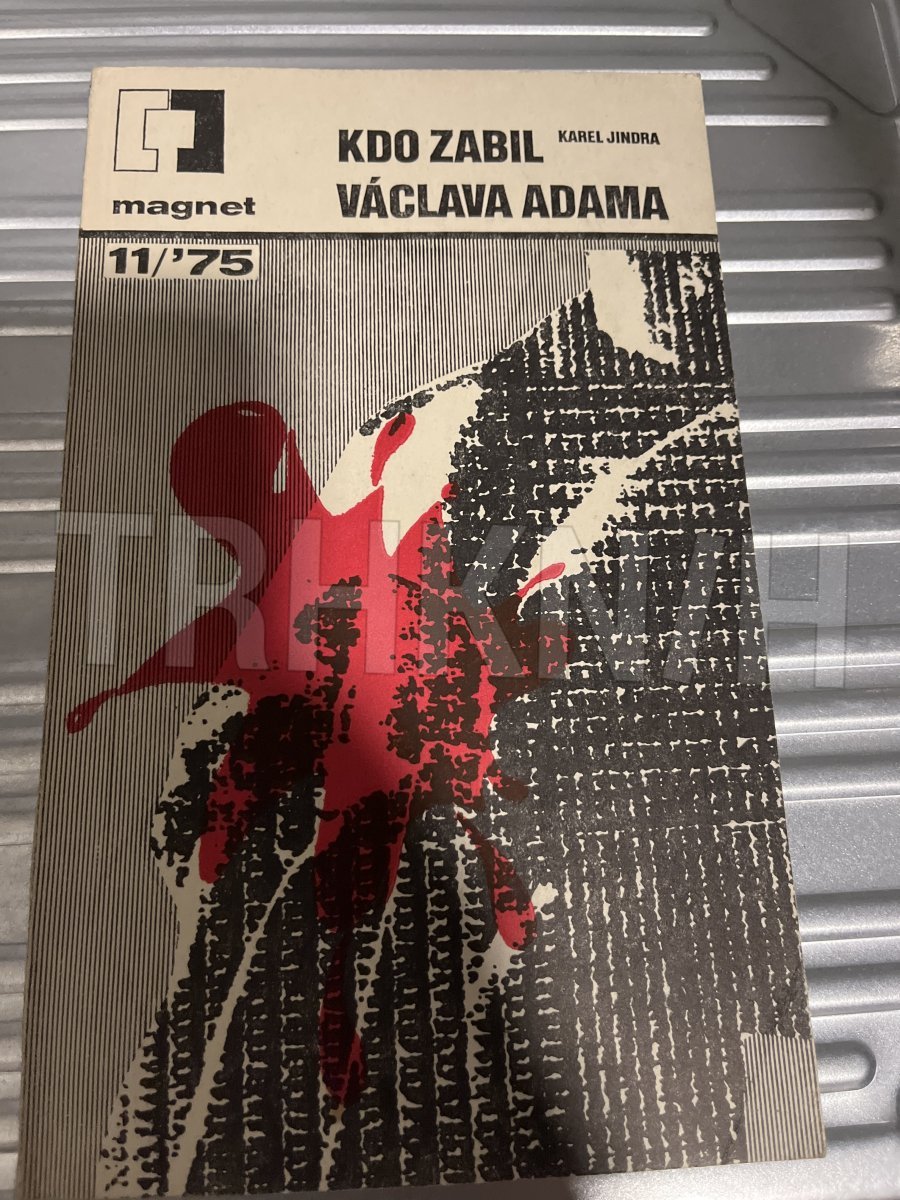 KDO ZABIL KAREL JINDRA
VÁCLAVA ADAMA
magnet
11/'75
TRHKNIH